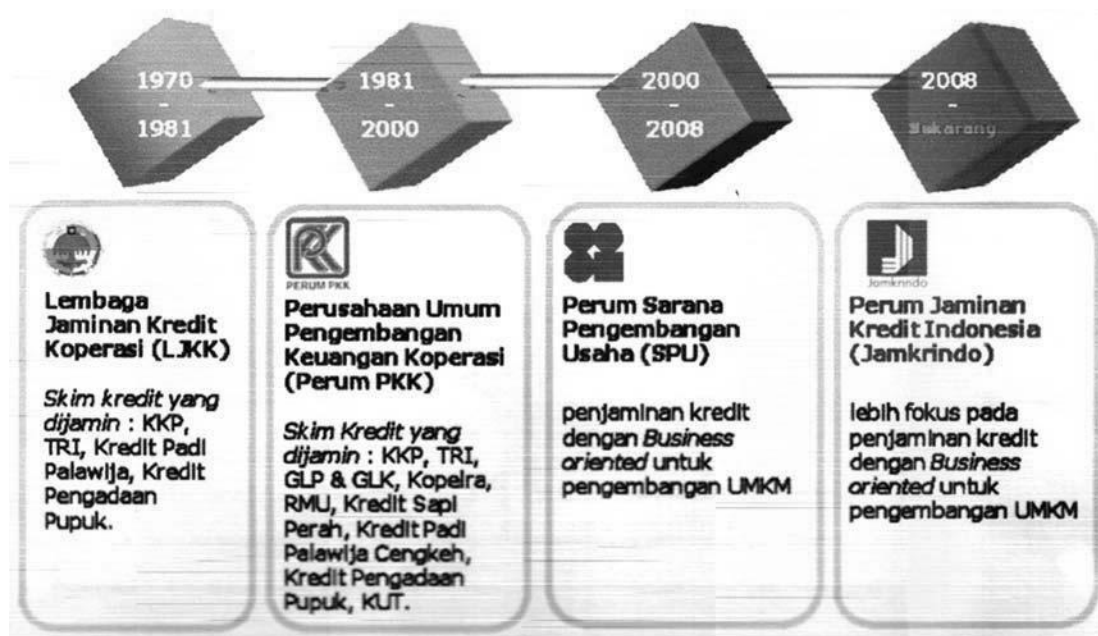 1970
-
1981
1981
-
2000
2000
-
2008
2008
-
Lembaga
Jaminan Kredit
Koperasi (LJKK)
Skim kredit yang
dijamin : KKP,
TRI, Kredit Padi
Palawija, Kredit
Pengadaan
Pupuk.
PERUM PKK
Perusahaan Umum
Pengembangan
Keuangan Koperasi
(Perum PKK)
Skim Kredit yang
dijamin : KKP, TRI,
GLP & GLK, Kopelra,
RMU, Kredit Sapi
Perah, Kredit Padi
Palawija Cengkeh,
Kredit Pengadaan
Pupuk, KUT.
Perum Sarana
Pengembangan
Usaha (SPU)
penjaminan kredit
dengan Business
oriented untuk
pengembangan UMKM
Jamkrindo
Perum Jaminan
Kredit Indonesia
(Jamkrindo)
lebih fokus pada
penjaminan kredit
dengan Business
oriented untuk
pengembangan UMKM